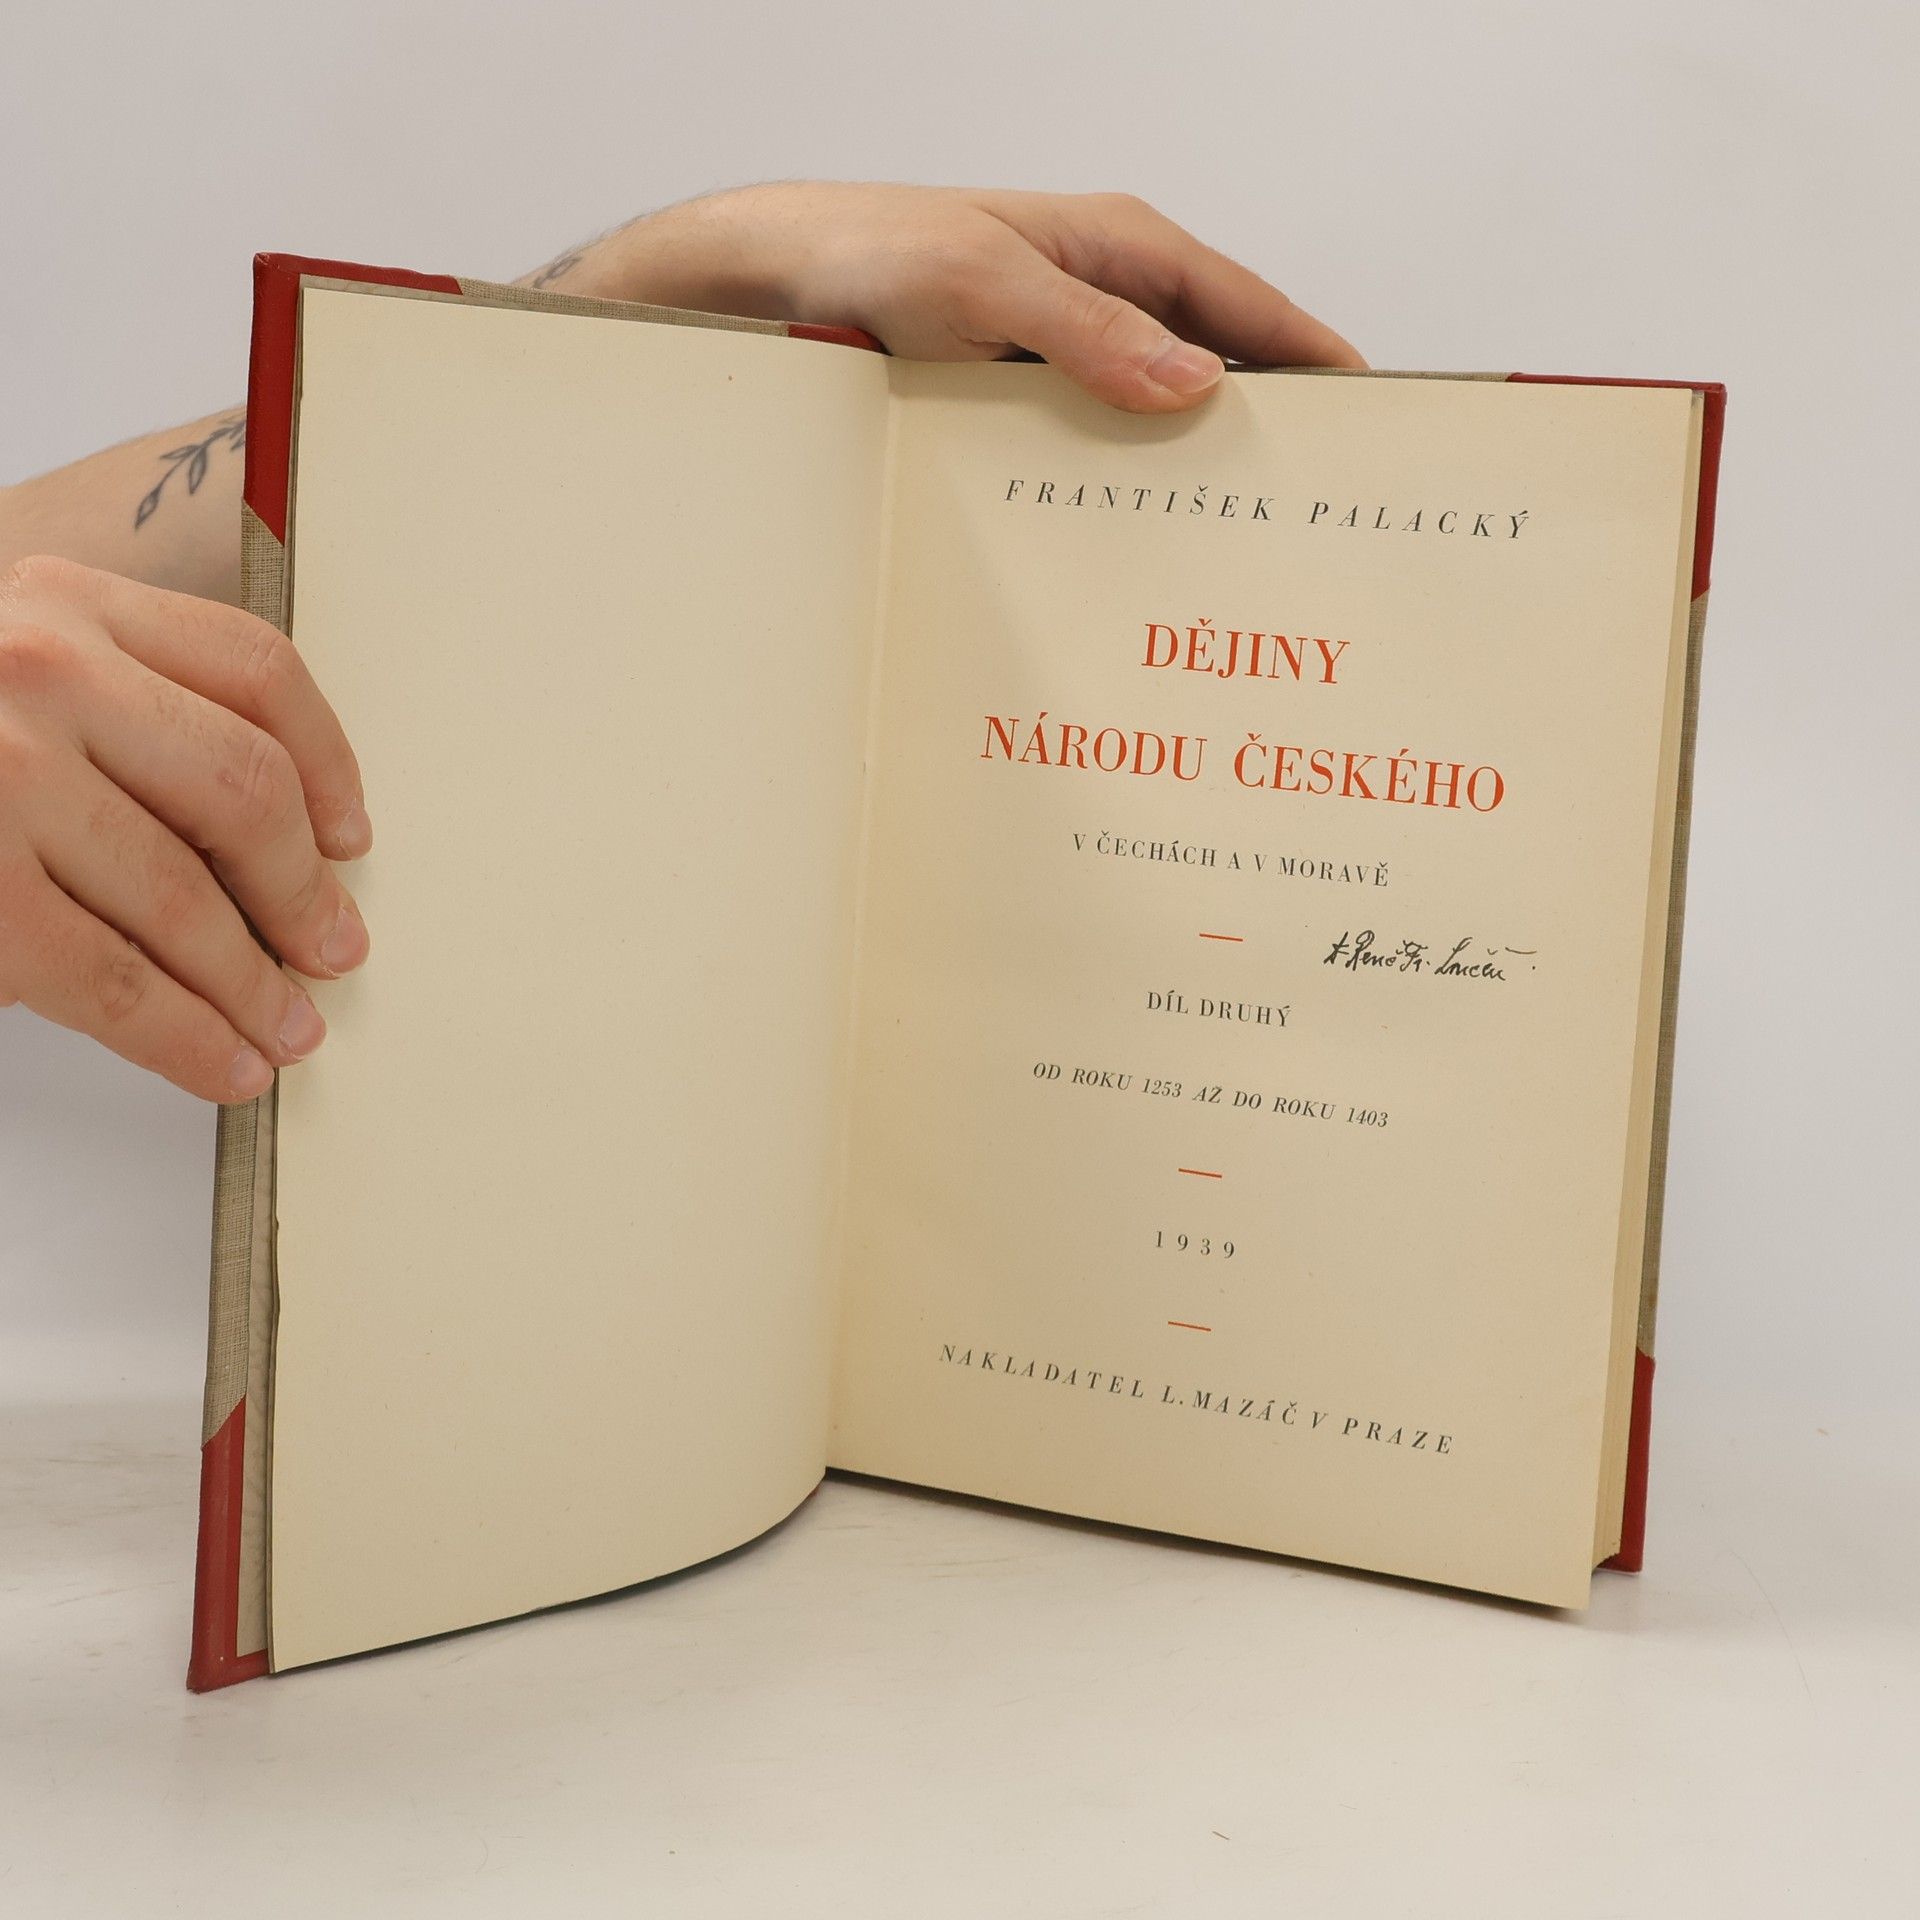 FRANTIŠEK PALACKÝ
DĚJINY
NÁRODU ČESKÉHO
V ČECHÁCH A V MORAVĚ
DÍL DRUHÝ
OD ROKU 1253 AŽ DO ROKU 1403
1939
NAKLADATEL L. MAZÁČ V PRAZE